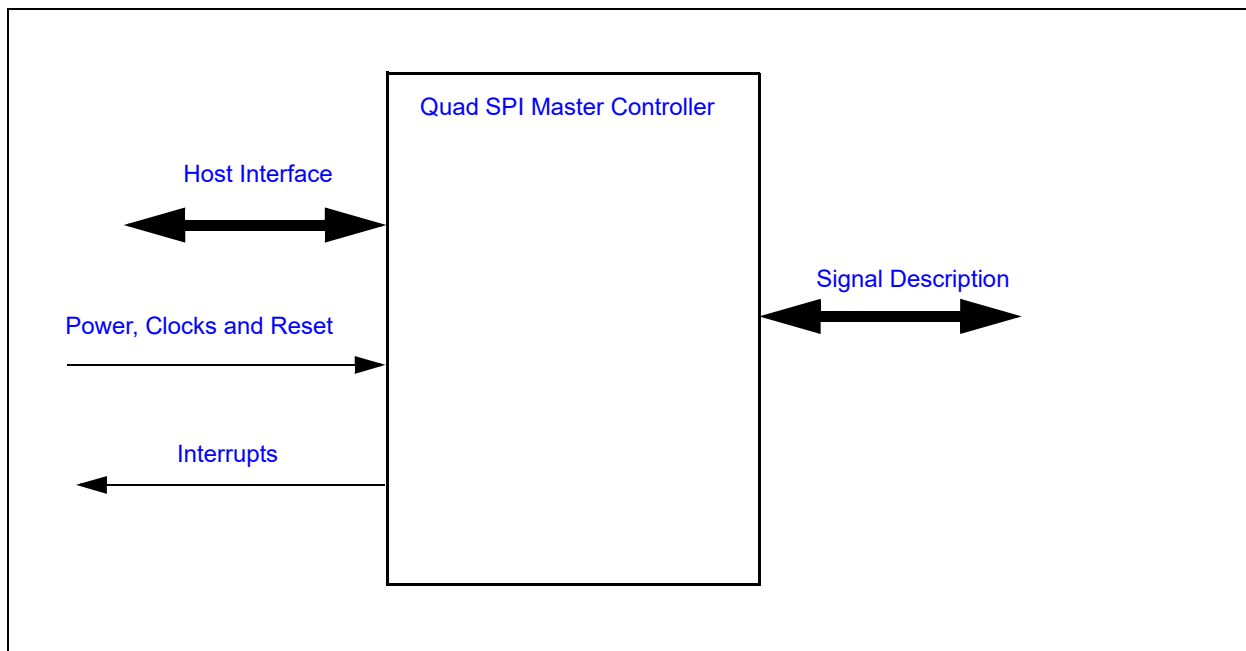 Quad SPI Master Controller
Host Interface
Signal Description
Power, Clocks and Reset
Interrupts